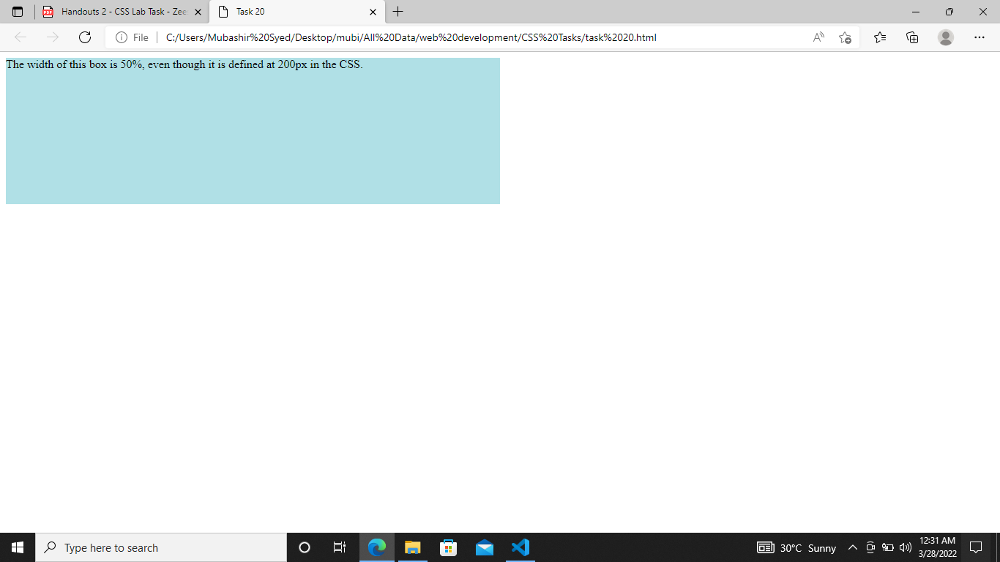 Handouts 2 - CSS Lab Task - Zee
Task 20
File
C:/Users/Mubashir%20Syed/Desktop/mubi/All%20Data/web%20development/CSS%20Tasks/task%2020.html
The width of this box is 50%, even though it is defined at 200px in the CSS.
Type here to search
30°C Sunny
12:31 AM
3/28/2022